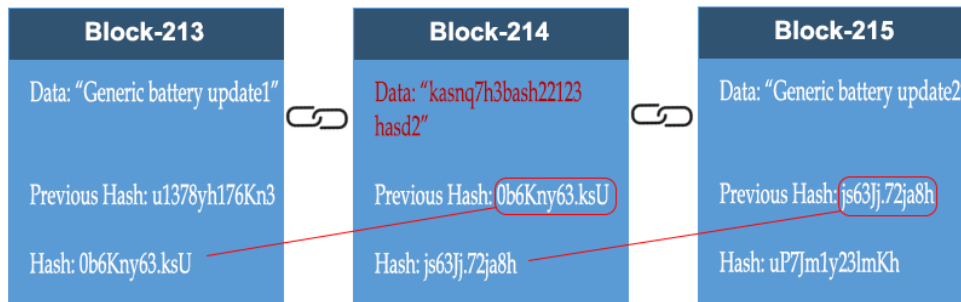 Block-213
Data: “Generic battery update1”
Previous Hash: u1378yh176Kn3
Hash: 0b6Kny63.ksU
Block-214
Data: “kasnq7h3bash22123
hasd2”
Previous Hash: 0b6Kny63.ksU
Hash: js63Jj.72ja8h
Block-215
Data: “Generic battery update2
Previous Hash: js63Jj.72ja8h
Hash: uP7Jm1y23lmKh